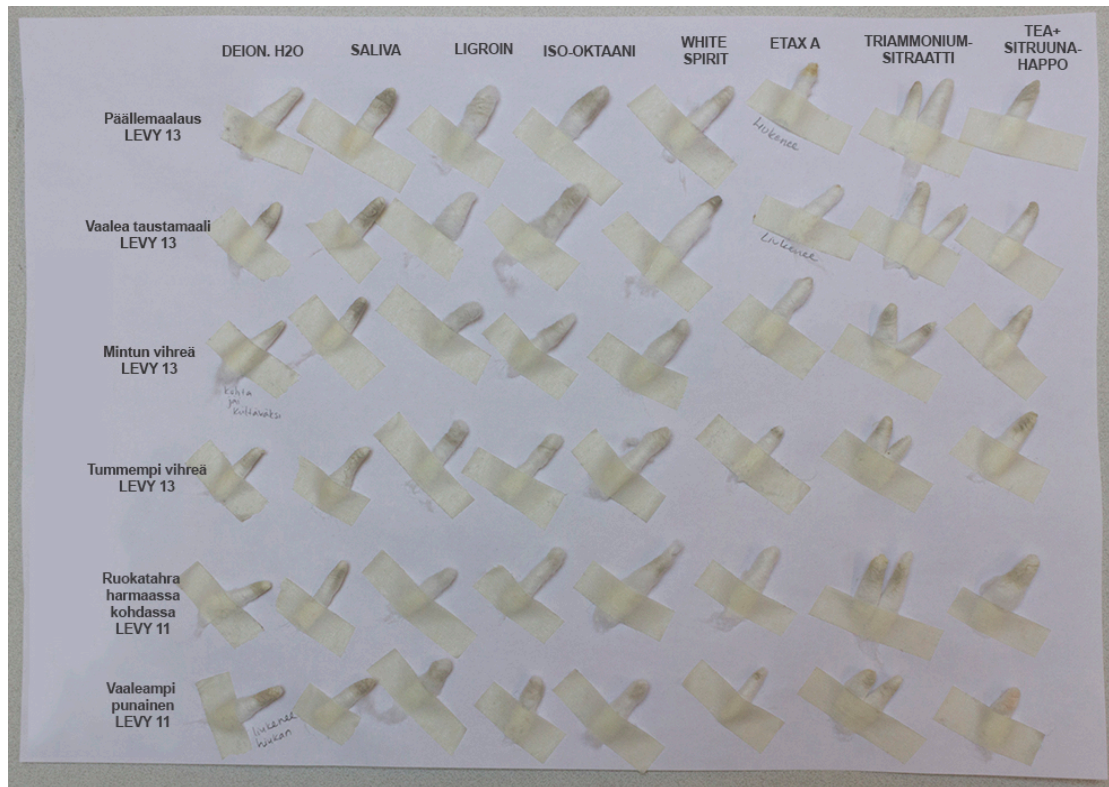 DEION. H2O
SALIVA
LIGROIN
ISO-OKTAANI
WHITE
SPIRIT
ETAX A
TRIAMMONIUM-
SITRAATTI
TEA+
SITRUUNA-
HAPPO
Päällemaalaus
LEVY 13
Liukenee
Vaalea taustamaali
LEVY 13
Liukenee
Mintun vihreä
LEVY 13
Kohta
jäi
Tummempi vihreä
LEVY 13
Ruokatahra
harmaassa
kohdassa
LEVY 11
Vaaleampi
punainen
LEVY 11
liukenee
hiukan